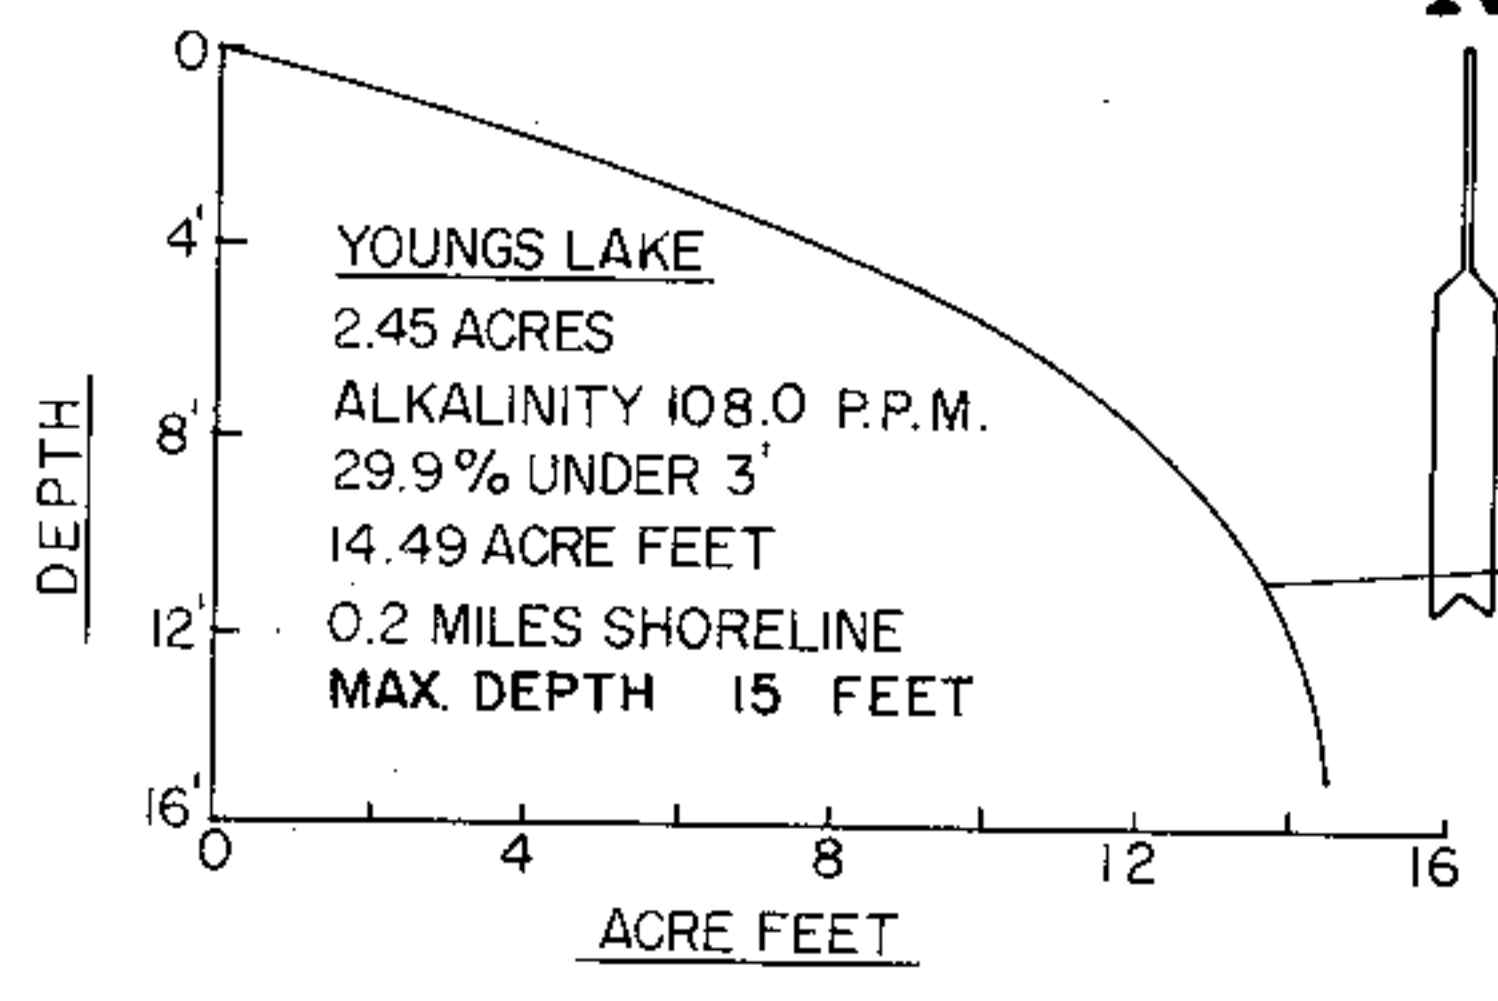 0
4'
YOUNGS LAKE
2.45 ACRES
ALKALINITY 108.0 P.P.M.
8'
29.9% UNDER 3'
14.49 ACRE FEET
DEPTH
12'
0.2 MILES SHORELINE
MAX. DEPTH 15 FEET
16'
0 4 8 12 16
ACRE FEET